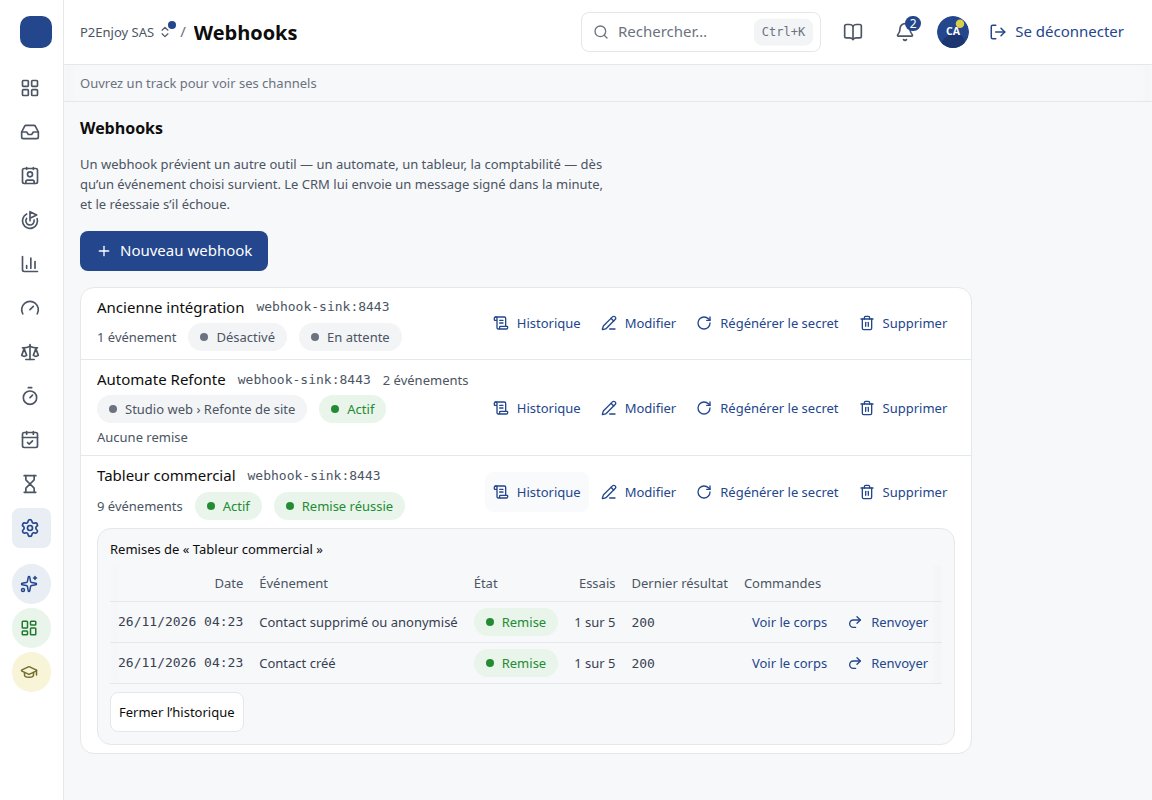 P2Enjoy SAS / Webhooks
Rechercher... Ctrl+K
2
CA
Se déconnecter
Ouvrez un track pour voir ses channels
Webhooks
Un webhook prévient un autre outil — un automate, un tableur, la comptabilité — dès
qu’un événement choisi survient. Le CRM lui envoie un message signé dans la minute,
et le réessaie s’il échoue.
Nouveau webhook
Ancienne intégration webhook-sink:8443
1 événement Désactivé En attente
Historique Modifier Régénérer le secret Supprimer
Automate Refonte webhook-sink:8443 2 événements
Studio web › Refonte de site Actif
Aucune remise
Historique Modifier Régénérer le secret Supprimer
Tableur commercial webhook-sink:8443
9 événements Actif Remise réussie
Historique Modifier Régénérer le secret Supprimer
Remises de « Tableur commercial »
Date Événement État Essais Dernier résultat Commandes
26/11/2026 04:23 Contact supprimé ou anonymisé Remise 1 sur 5 200 Voir le corps Renvoyer
26/11/2026 04:23 Contact créé Remise 1 sur 5 200 Voir le corps Renvoyer
Fermer l’historique